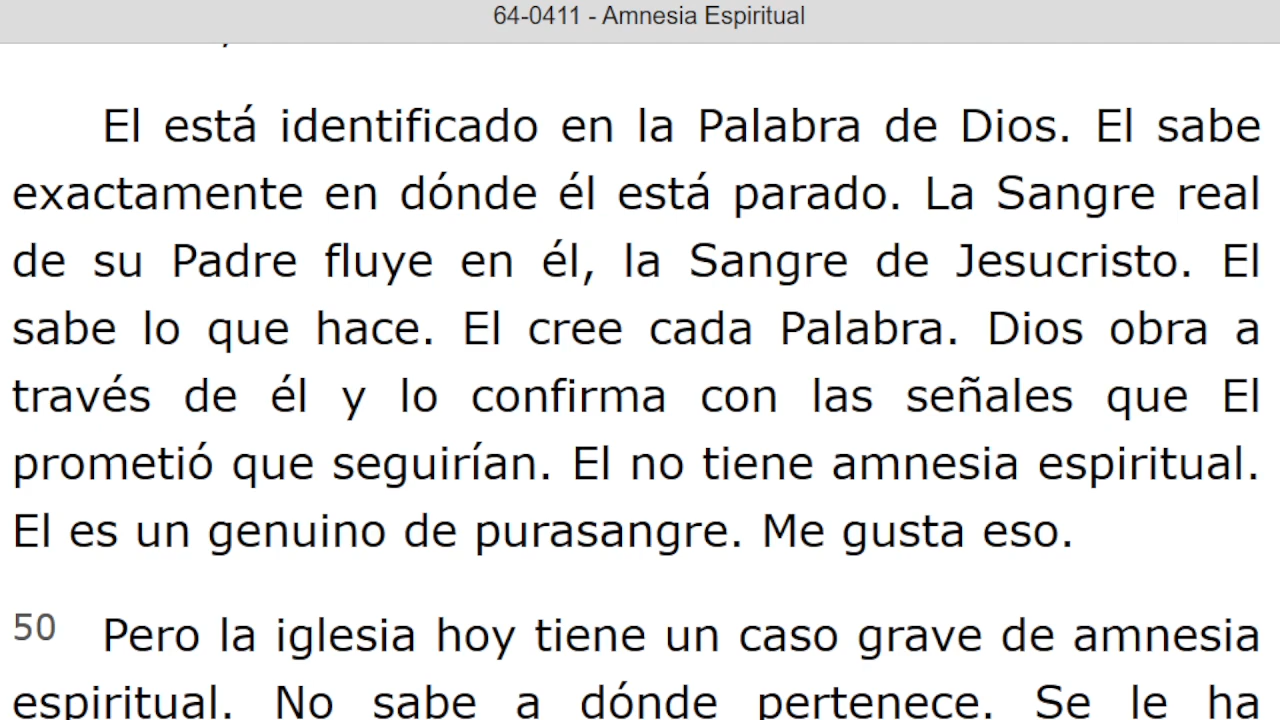 64-0411 - Amnesia Espiritual
El está identificado en la Palabra de Dios. El sabe
exactamente en dónde él está parado. La Sangre real
de su Padre fluye en él, la Sangre de Jesucristo. El
sabe lo que hace. El cree cada Palabra. Dios obra a
través de él y lo confirma con las señales que El
prometió que seguirían. El no tiene amnesia espiritual.
El es un genuino de purasangre. Me gusta eso.
50 Pero la iglesia hoy tiene un caso grave de amnesia
espiritual. No sabe a dónde pertenece. Se le ha